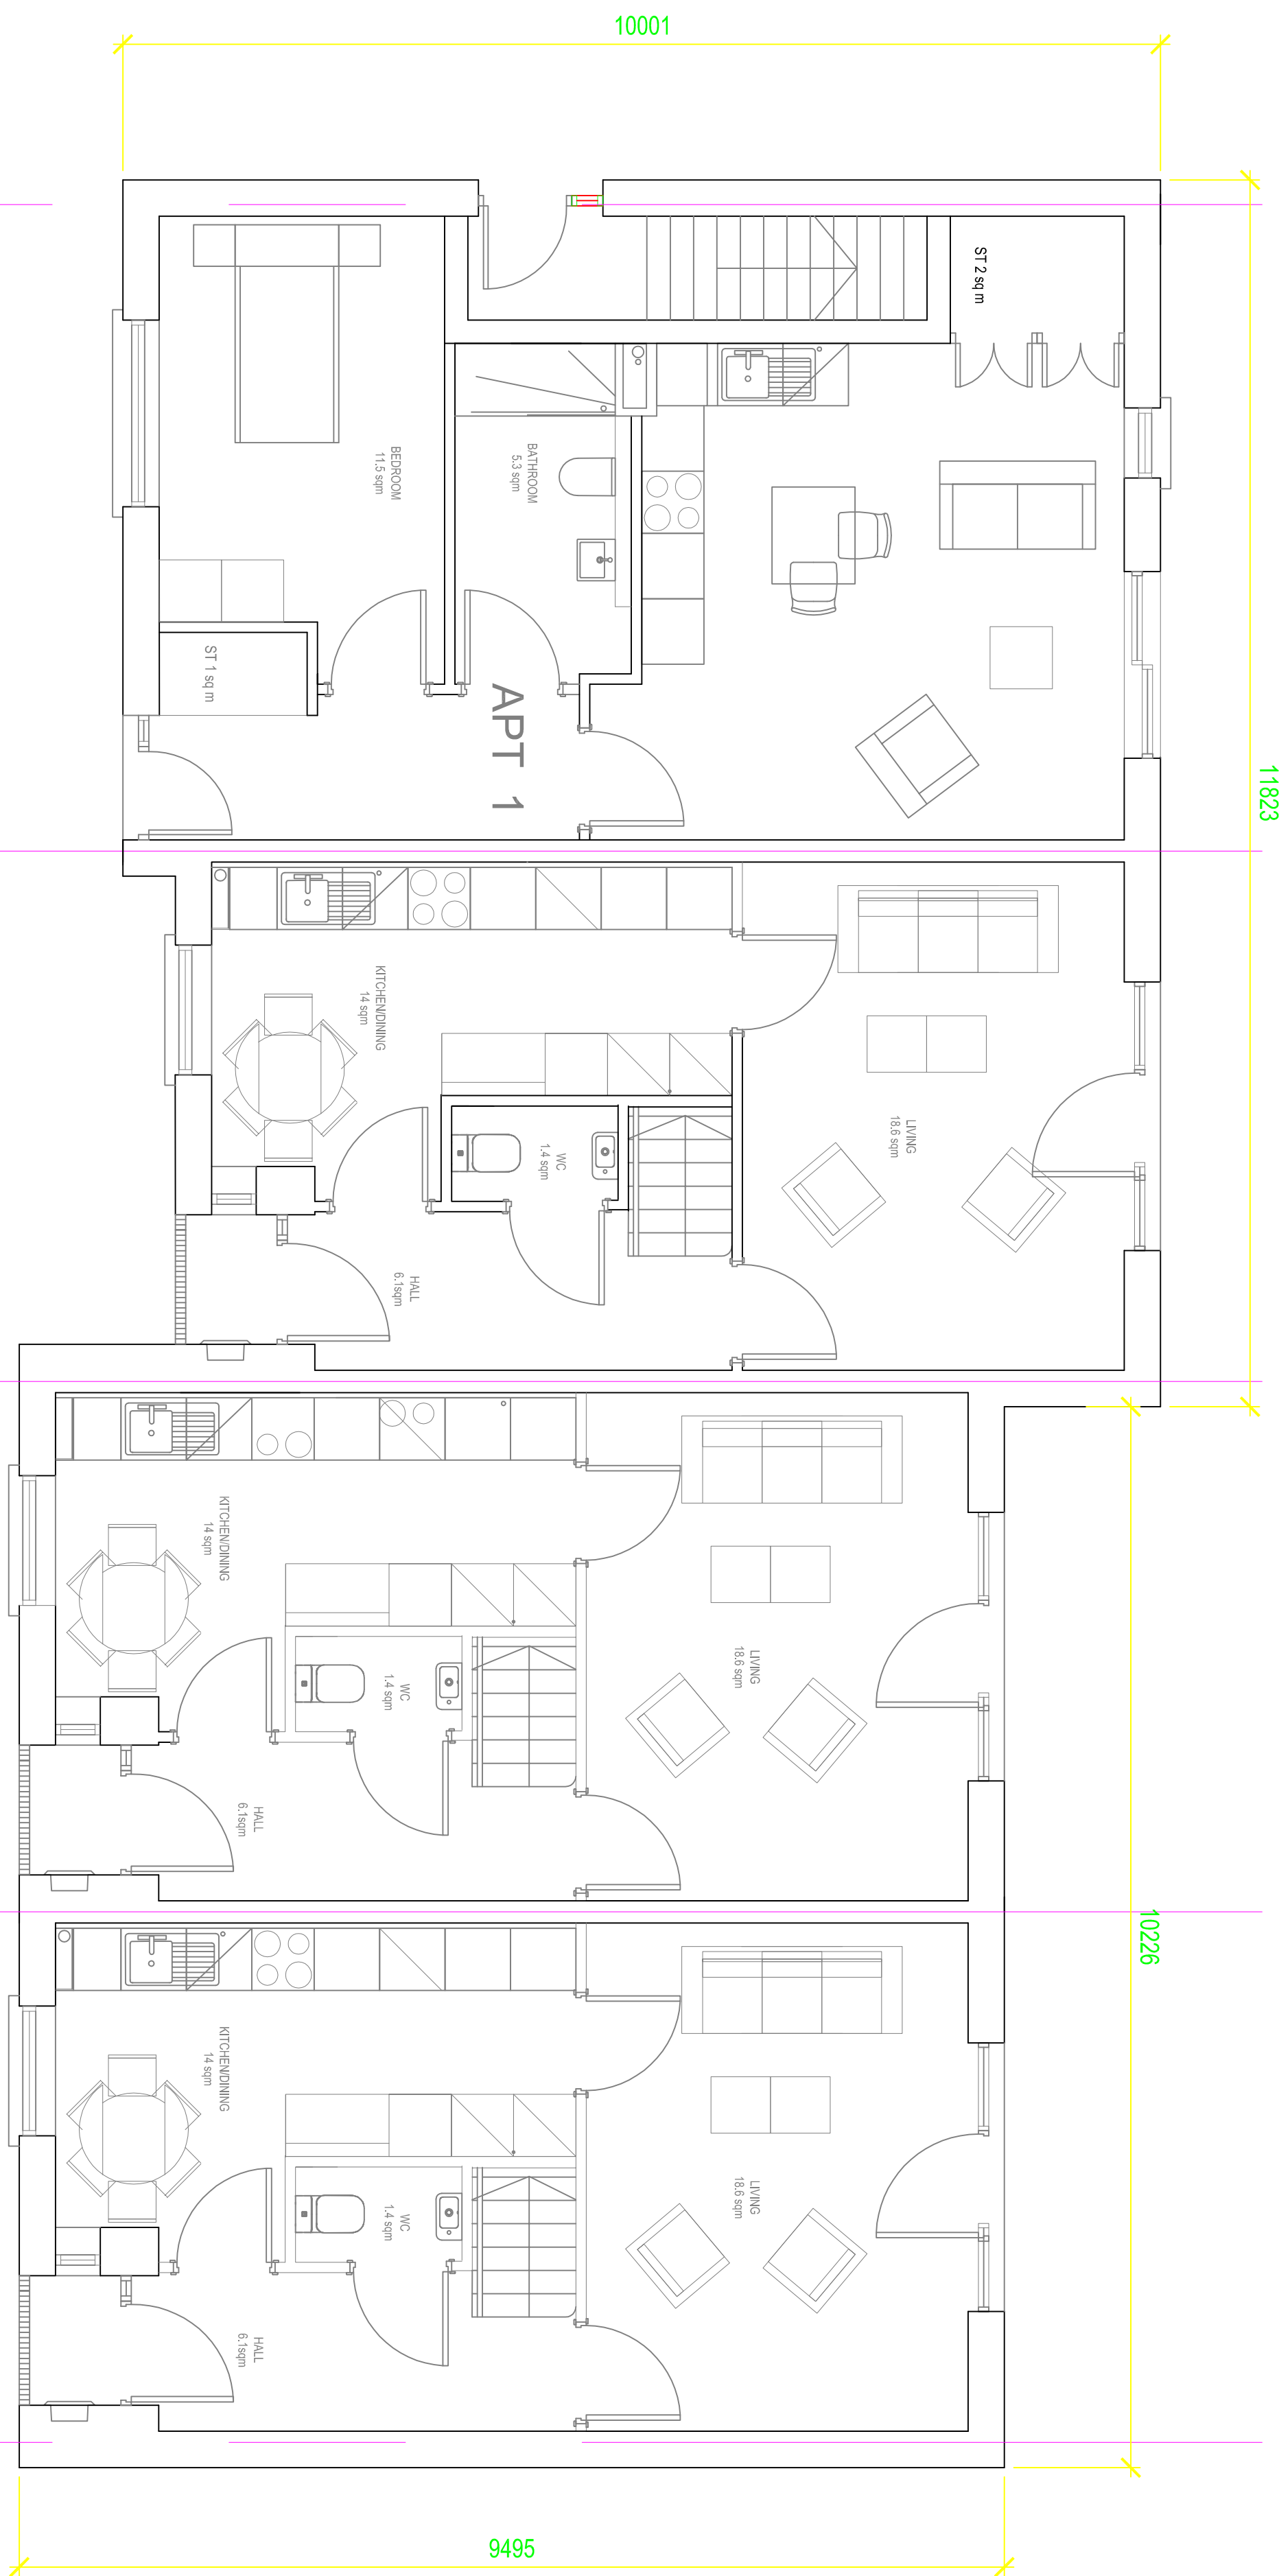 10001
11823
ST 2 sq m
BEDROOM
11.5 sqm
BATHROOM
5.3 sqm
ST 1 sq m
APT 1
KITCHEN/DINING
14 sqm
LIVING
18.6 sqm
WC
1.4 sqm
HALL
6.1sqm
KITCHEN/DINING
14 sqm
LIVING
18.6 sqm
WC
1.4 sqm
HALL
6.1sqm
10226
KITCHEN/DINING
14 sqm
LIVING
18.6 sqm
WC
1.4 sqm
HALL
6.1sqm
9495